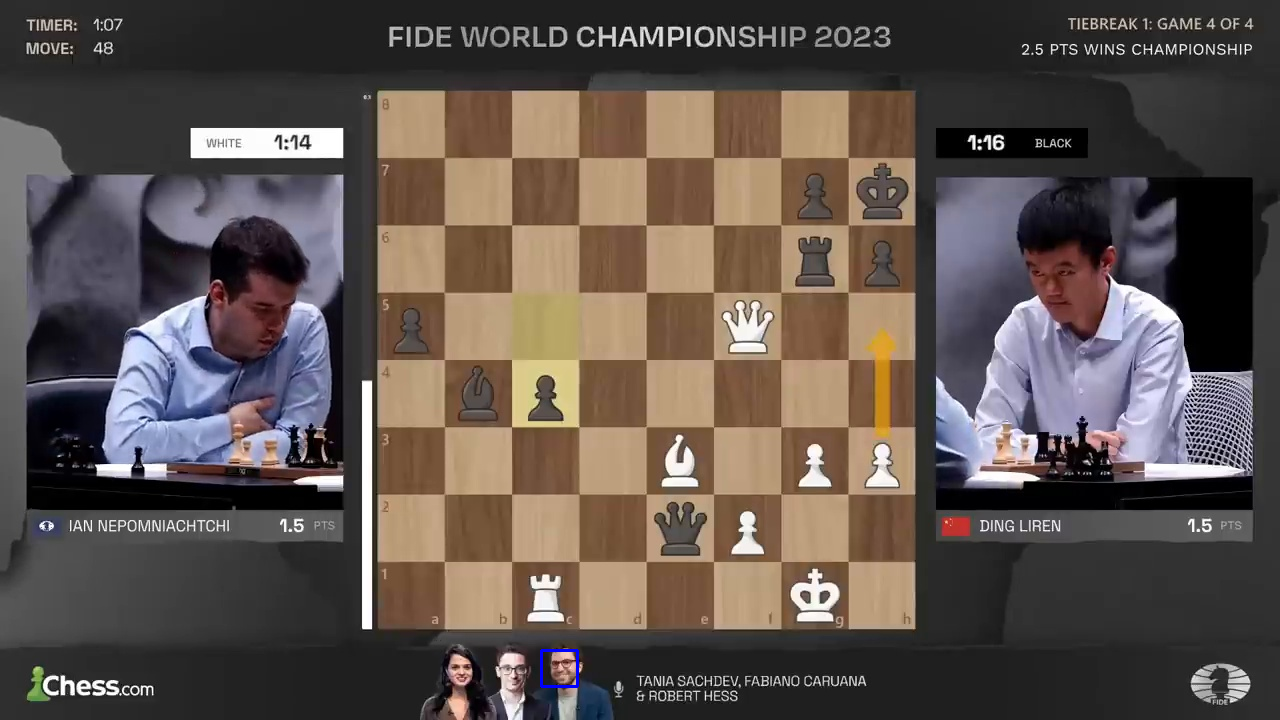 TIMER: 1:07
MOVE: 48
FIDE WORLD CHAMPIONSHIP 2023
TIEBREAK 1: GAME 4 OF 4
2.5 PTS WINS CHAMPIONSHIP
WHITE 1:14
1:16 BLACK
8
7
6
5
4
3
2
1
a b c d e f g h
IAN NEPOMNIACHTCHI 1.5 PTS
DING LIREN 1.5 PTS
Chess.com
TANIA SACHDEV, FABIANO CARUANA
& ROBERT HESS
FIDE